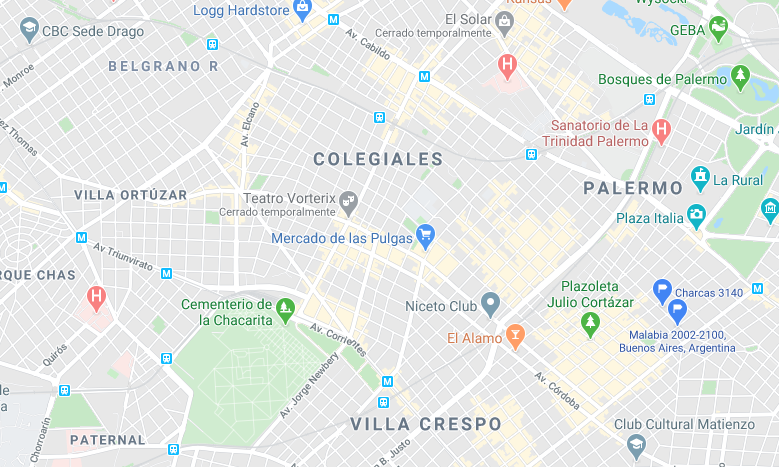 Logg Hardstore
Kansas
Wysocki
El Solar
Cerrado temporalmente
GEBA
CBC Sede Drago
Av. Cabildo
BELGRANO R
M
H
Bosques de Palermo
Monroe
Av. Elcano
Sanatorio de La
Trinidad Palermo
H
Jardín
COLEGIALES
PALERMO
La Rural
M
VILLA ORTÚZAR
Teatro Vorterix
Cerrado temporalmente
Plaza Italia
M
Mercado de las Pulgas
M
Av Triunvirato
M
Plazoleta
Julio Cortázar
Charcas 3140
M
H
Cementerio de
la Chacarita
Niceto Club
Malabia 2002-2100,
Buenos Aires, Argentina
Av. Corrientes
El Alamo
Quirós
Av. Jorge Newbery
M
Av. Córdoba
Chorroarín
VILLA CRESPO
Club Cultural Matienzo
PATERNAL
B. Justo